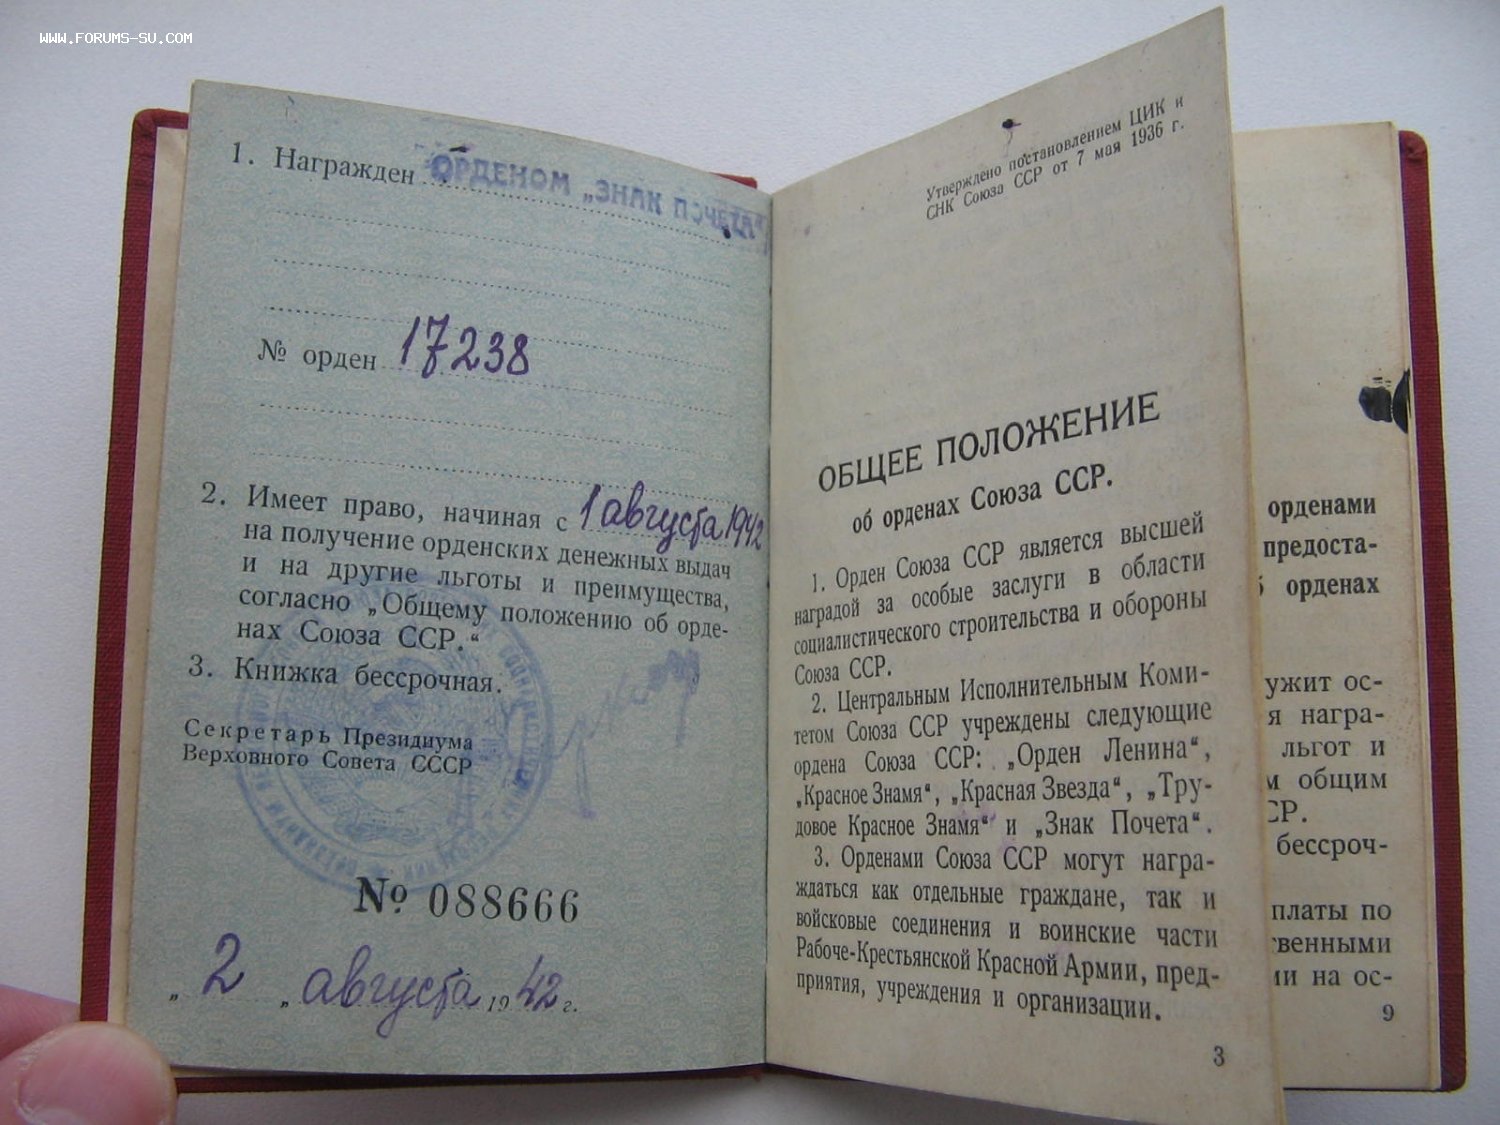 WWW.FORUMS-SU.COM
1. Награжден ОРДЕНОМ „ЗНАК ПОЧЕТА“
№ орден 17238
2. Имеет право, начиная с 1 августа 1942
на получение орденских денежных выдач
и на другие льготы и преимущества,
согласно „Общему положению об орде-
нах Союза ССР.“
3. Книжка бессрочная.
Секретарь Президиума
Верховного Совета СССР
№ 088666
„ 2 „ августа 1942 г.
Утверждено постановлением ЦИК и
СНК Союза ССР от 7 мая 1936 г.
ОБЩЕЕ ПОЛОЖЕНИЕ
об орденах Союза ССР.
1. Орден Союза ССР является высшей
наградой за особые заслуги в области
социалистического строительства и обороны
Союза ССР.
2. Центральным Исполнительным Коми-
тетом Союза ССР учреждены следующие
ордена Союза ССР: „Орден Ленина“,
„Красное Знамя“, „Красная Звезда“, „Тру-
довое Красное Знамя“ и „Знак Почета“.
3. Орденами Союза ССР могут награ-
ждаться как отдельные граждане, так и
войсковые соединения и воинские части
Рабоче-Крестьянской Красной Армии, пред-
приятия, учреждения и организации.
3
орденами
предоста-
орденах
ужит ос-
я награ-
льгот и
м общим
СР.
бессроч-
платы по
твенными
ии на ос-
9